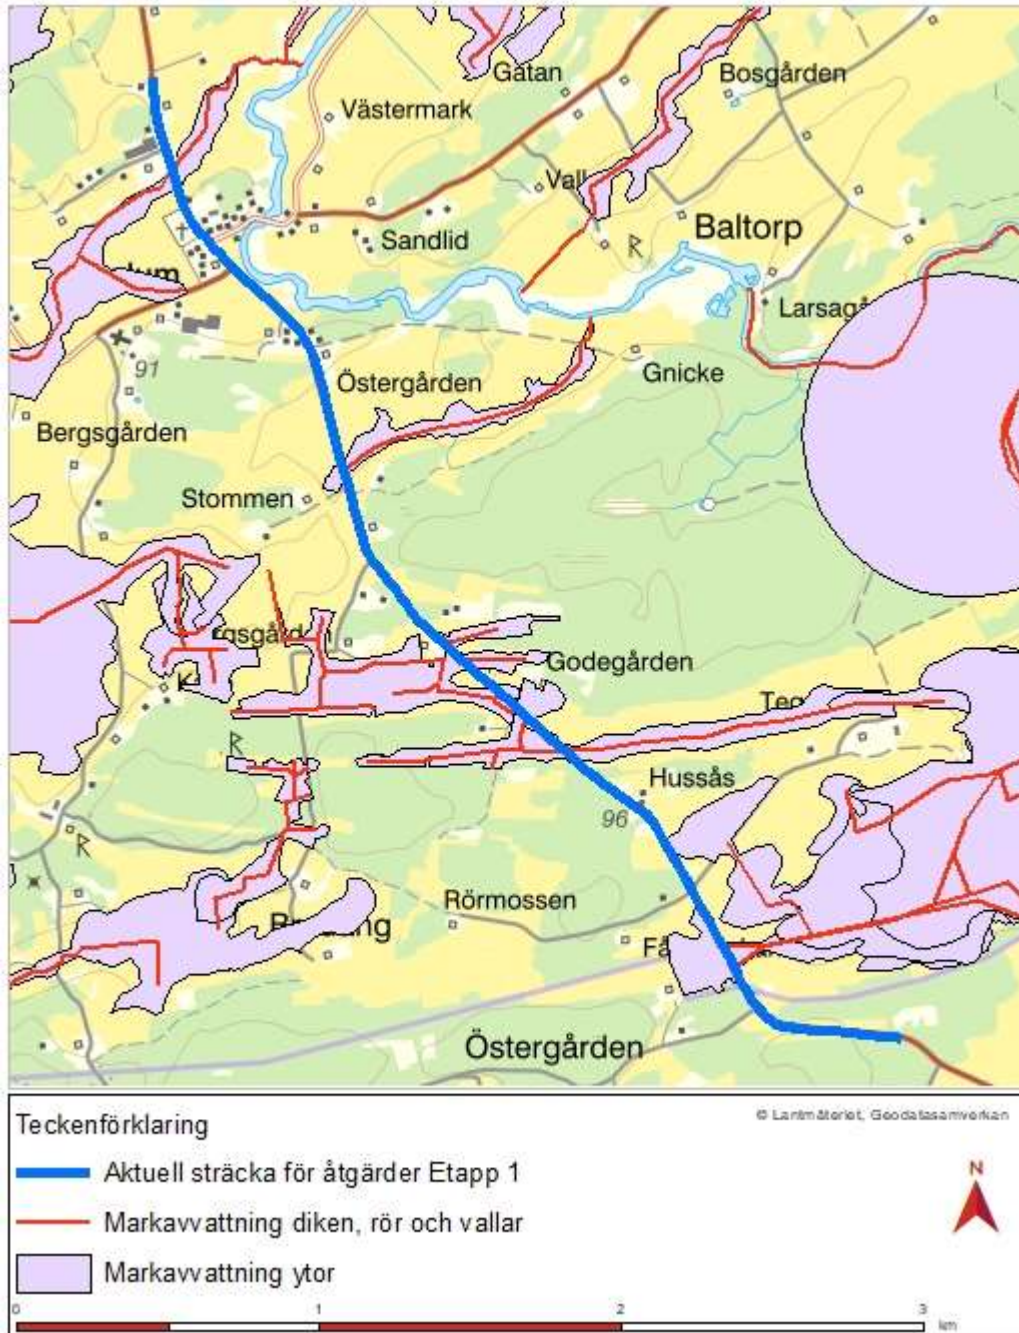 Gatan
Bosgården
Västermark
Vall
Sandlid
Baltorp
Larsagå
91
Östergården
Gnicke
Bergsgården
Stommen
Godegården
Hussås
96
Rörmossen
Östergården
Teckenförklaring
© Lantmäteriet, Geodatasamverkan
Aktuell sträcka för åtgärder Etapp 1
N
Markavvattning diken, rör och vallar
Markavvattning ytor
0 1 2 3
km